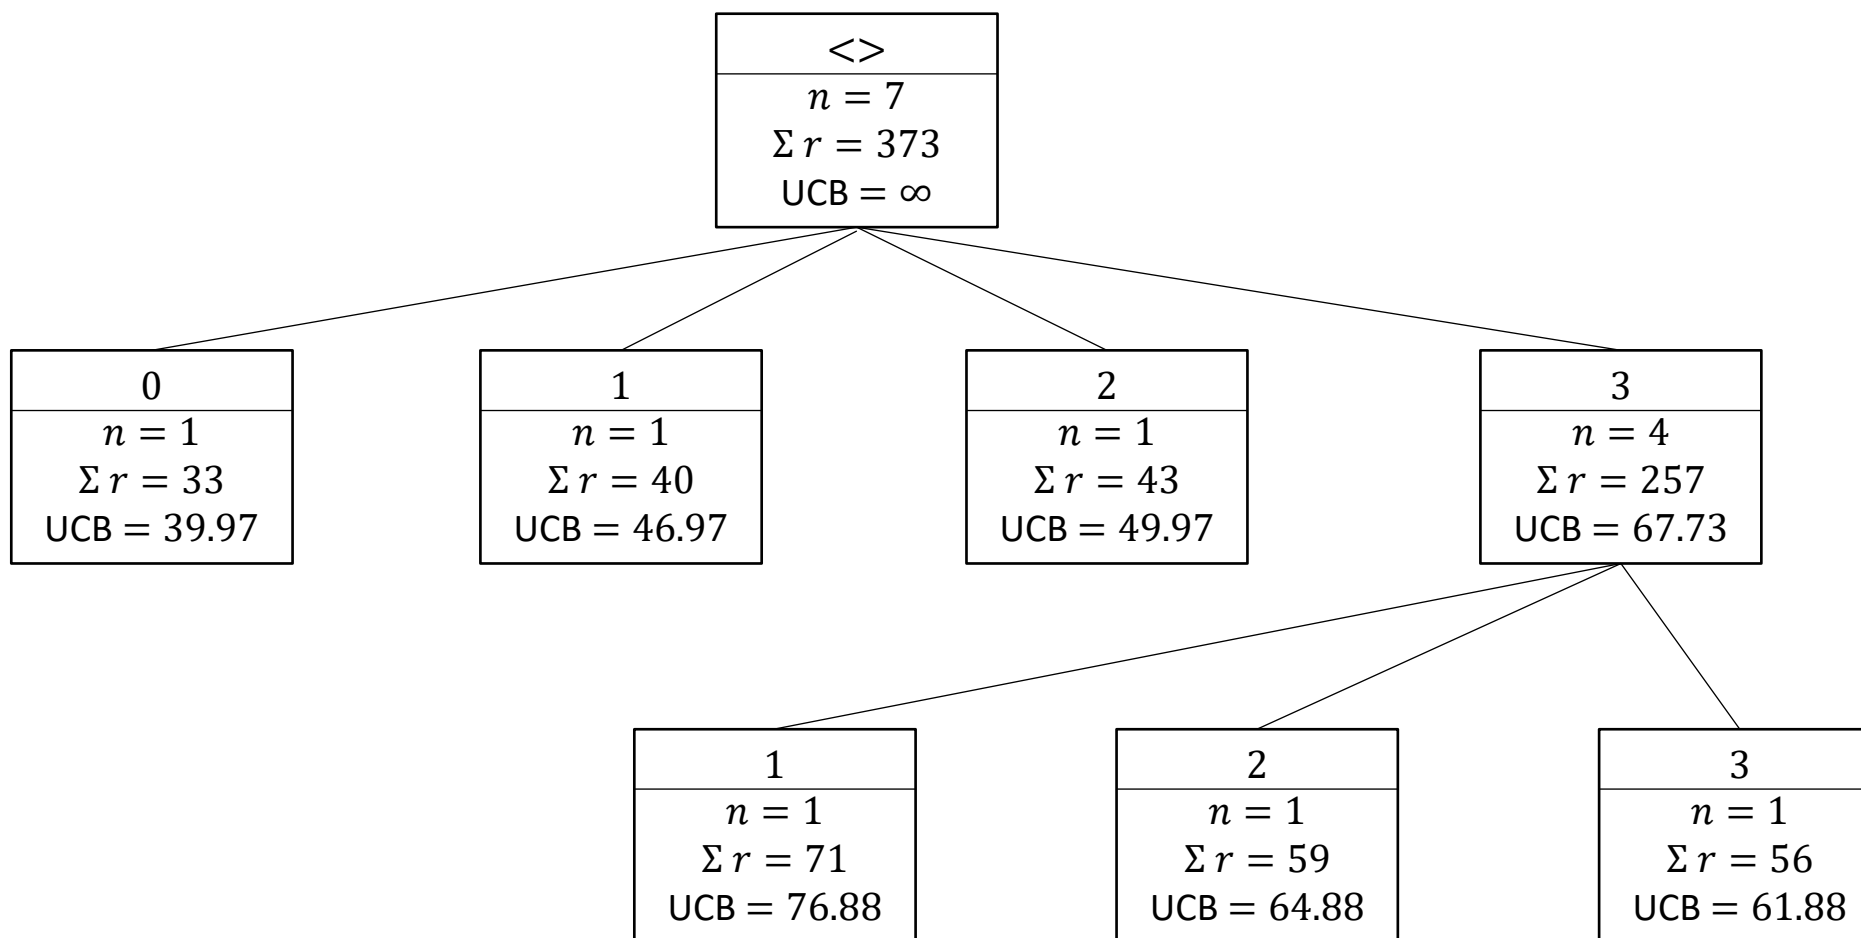 <>
n = 7
Σ r = 373
UCB = ∞
0
n = 1
Σ r = 33
UCB = 39.97
1
n = 1
Σ r = 40
UCB = 46.97
2
n = 1
Σ r = 43
UCB = 49.97
3
n = 4
Σ r = 257
UCB = 67.73
1
n = 1
Σ r = 71
UCB = 76.88
2
n = 1
Σ r = 59
UCB = 64.88
3
n = 1
Σ r = 56
UCB = 61.88